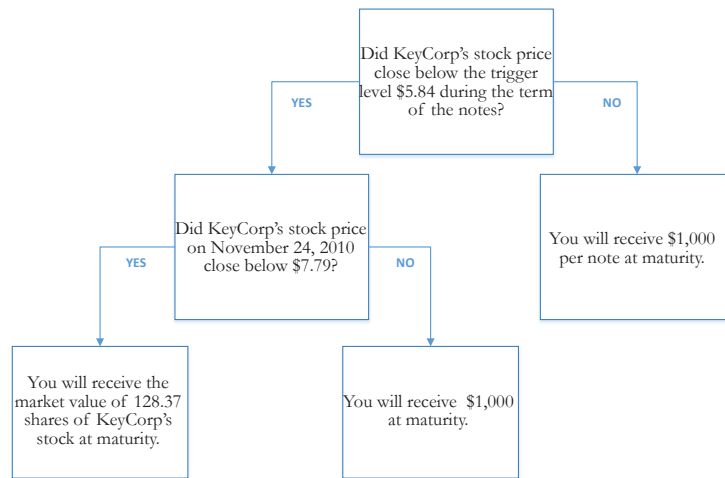 Did KeyCorp's stock price
close below the trigger
level $5.84 during the term
of the notes?
YES
NO
Did KeyCorp's stock price
on November 24, 2010
close below $7.79?
You will receive $1,000
per note at maturity.
YES
NO
You will receive the
market value of 128.37
shares of KeyCorp's
stock at maturity.
You will receive $1,000
at maturity.